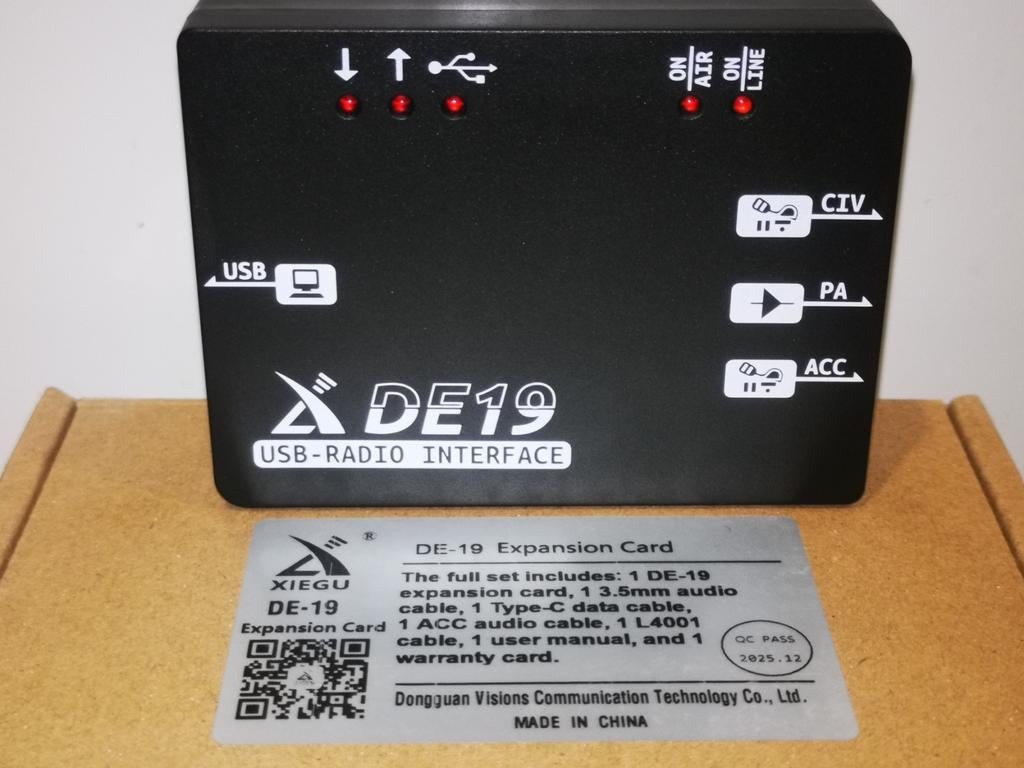 ON AIR
ON LINE
CIV
USB
PA
ACC
DE19
USB-RADIO INTERFACE
XIEGU
®
DE-19
Expansion Card
DE-19 Expansion Card
The full set includes: 1 DE-19
expansion card, 1 3.5mm audio
cable, 1 Type-C data cable,
1 ACC audio cable, 1 L4001
cable, 1 user manual, and 1
warranty card.
QC PASS
2025.12
Dongguan Visions Communication Technology Co., Ltd.
MADE IN CHINA